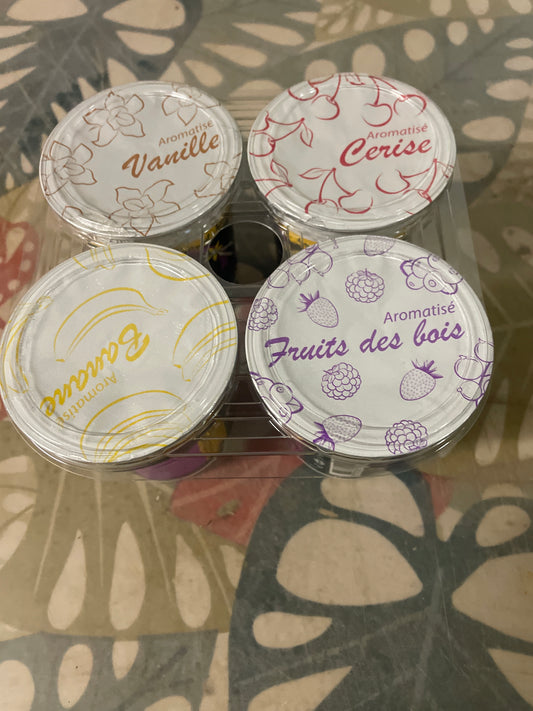 Aromatisé
Vanille
Aromatisé
Cerise
Aromatisé
Banane
Aromatisé
Fruits des bois